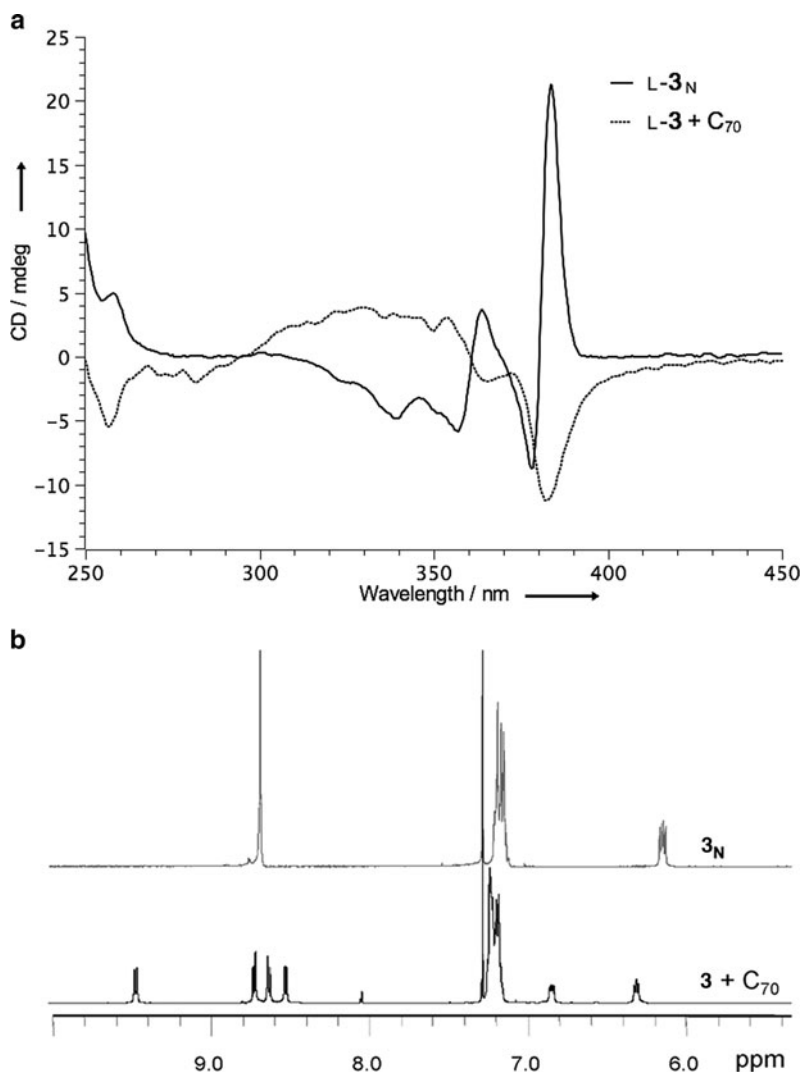 a
25
20
15
10
5
0
−5
−10
−15
CD / mdeg
L-3N
L-3 + C70
250 300 350 400 450
Wavelength / nm
b
3N
3 + C70
9.0 8.0 7.0 6.0 ppm